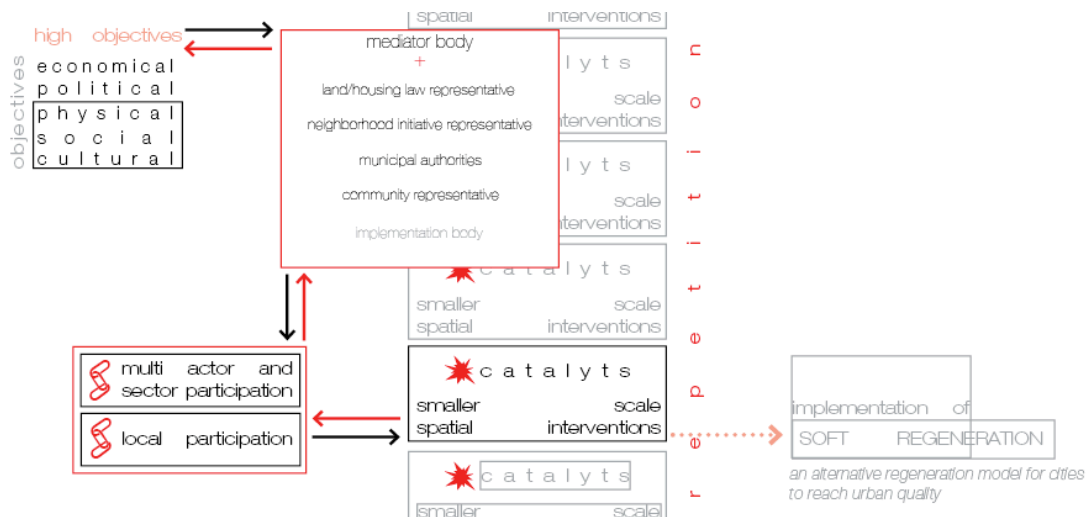 high objectives
objectives
economical
political
physical
social
cultural
mediator body
+
land/housing law representative
neighborhood initiative representative
municipal authorities
community representative
implementation body
multi actor and
sector participation
local participation
spatial interventions
alyts
scale
interventions
alyts
scale
interventions
catalyts
smaller scale
spatial interventions
catalyts
smaller scale
spatial interventions
catalyts
smaller scale
repetition
implementation of
SOFT REGENERATION
an alternative regeneration model for cities
to reach urban quality